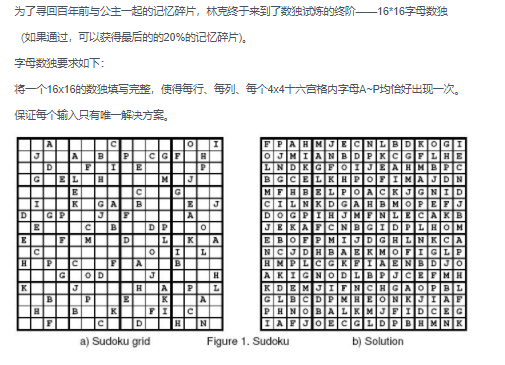 为了寻回百年前与公主一起的记忆碎片，林克终于来到了数独试炼的终阶——16*16字母数独
（如果通过，可以获得最后的的20%的记忆碎片)。
字母数独要求如下：
将一个16x16的数独填写完整，使得每行、每列、每个4x4十六宫格内字母A~P均恰好出现一次。
保证每个输入只有唯一解决方案。
A C O I
J A B P C G F H
D F I E P
G E L H M J
E C G
I K G A B E J
D G P J F A
E C B D P O
E F M D L K A
C O I L
H P C F A B
G O D J H
K J H A P L
B P E K A
H B K F I C
F C D H N
F P A H M J E C N L B D K O G I
O J M I A N B D P K C G F L H E
L N D K G F O I J E A H M B P C
B G C E L K H P O F I M A J D N
M F H B E L P O A C K J G N I D
C I L N K D G A H B M O P E F J
D O G P I H J M F N L E C A K B
J E K A F C N B G I D P L H O M
E B O F P M I J D G H L N K C A
N C J D H B A E K M O F I G L P
H M P L C G K F I A E N B D J O
A K I G N O D L B P J C E F M H
K D E M J I F N C H G A O P B L
G L B C D P M H E O N K J I A F
P H N O B A L K M J F I D C E G
I A F J O E C G L D P B H M N K
a) Sudoku grid Figure 1. Sudoku b) Solution